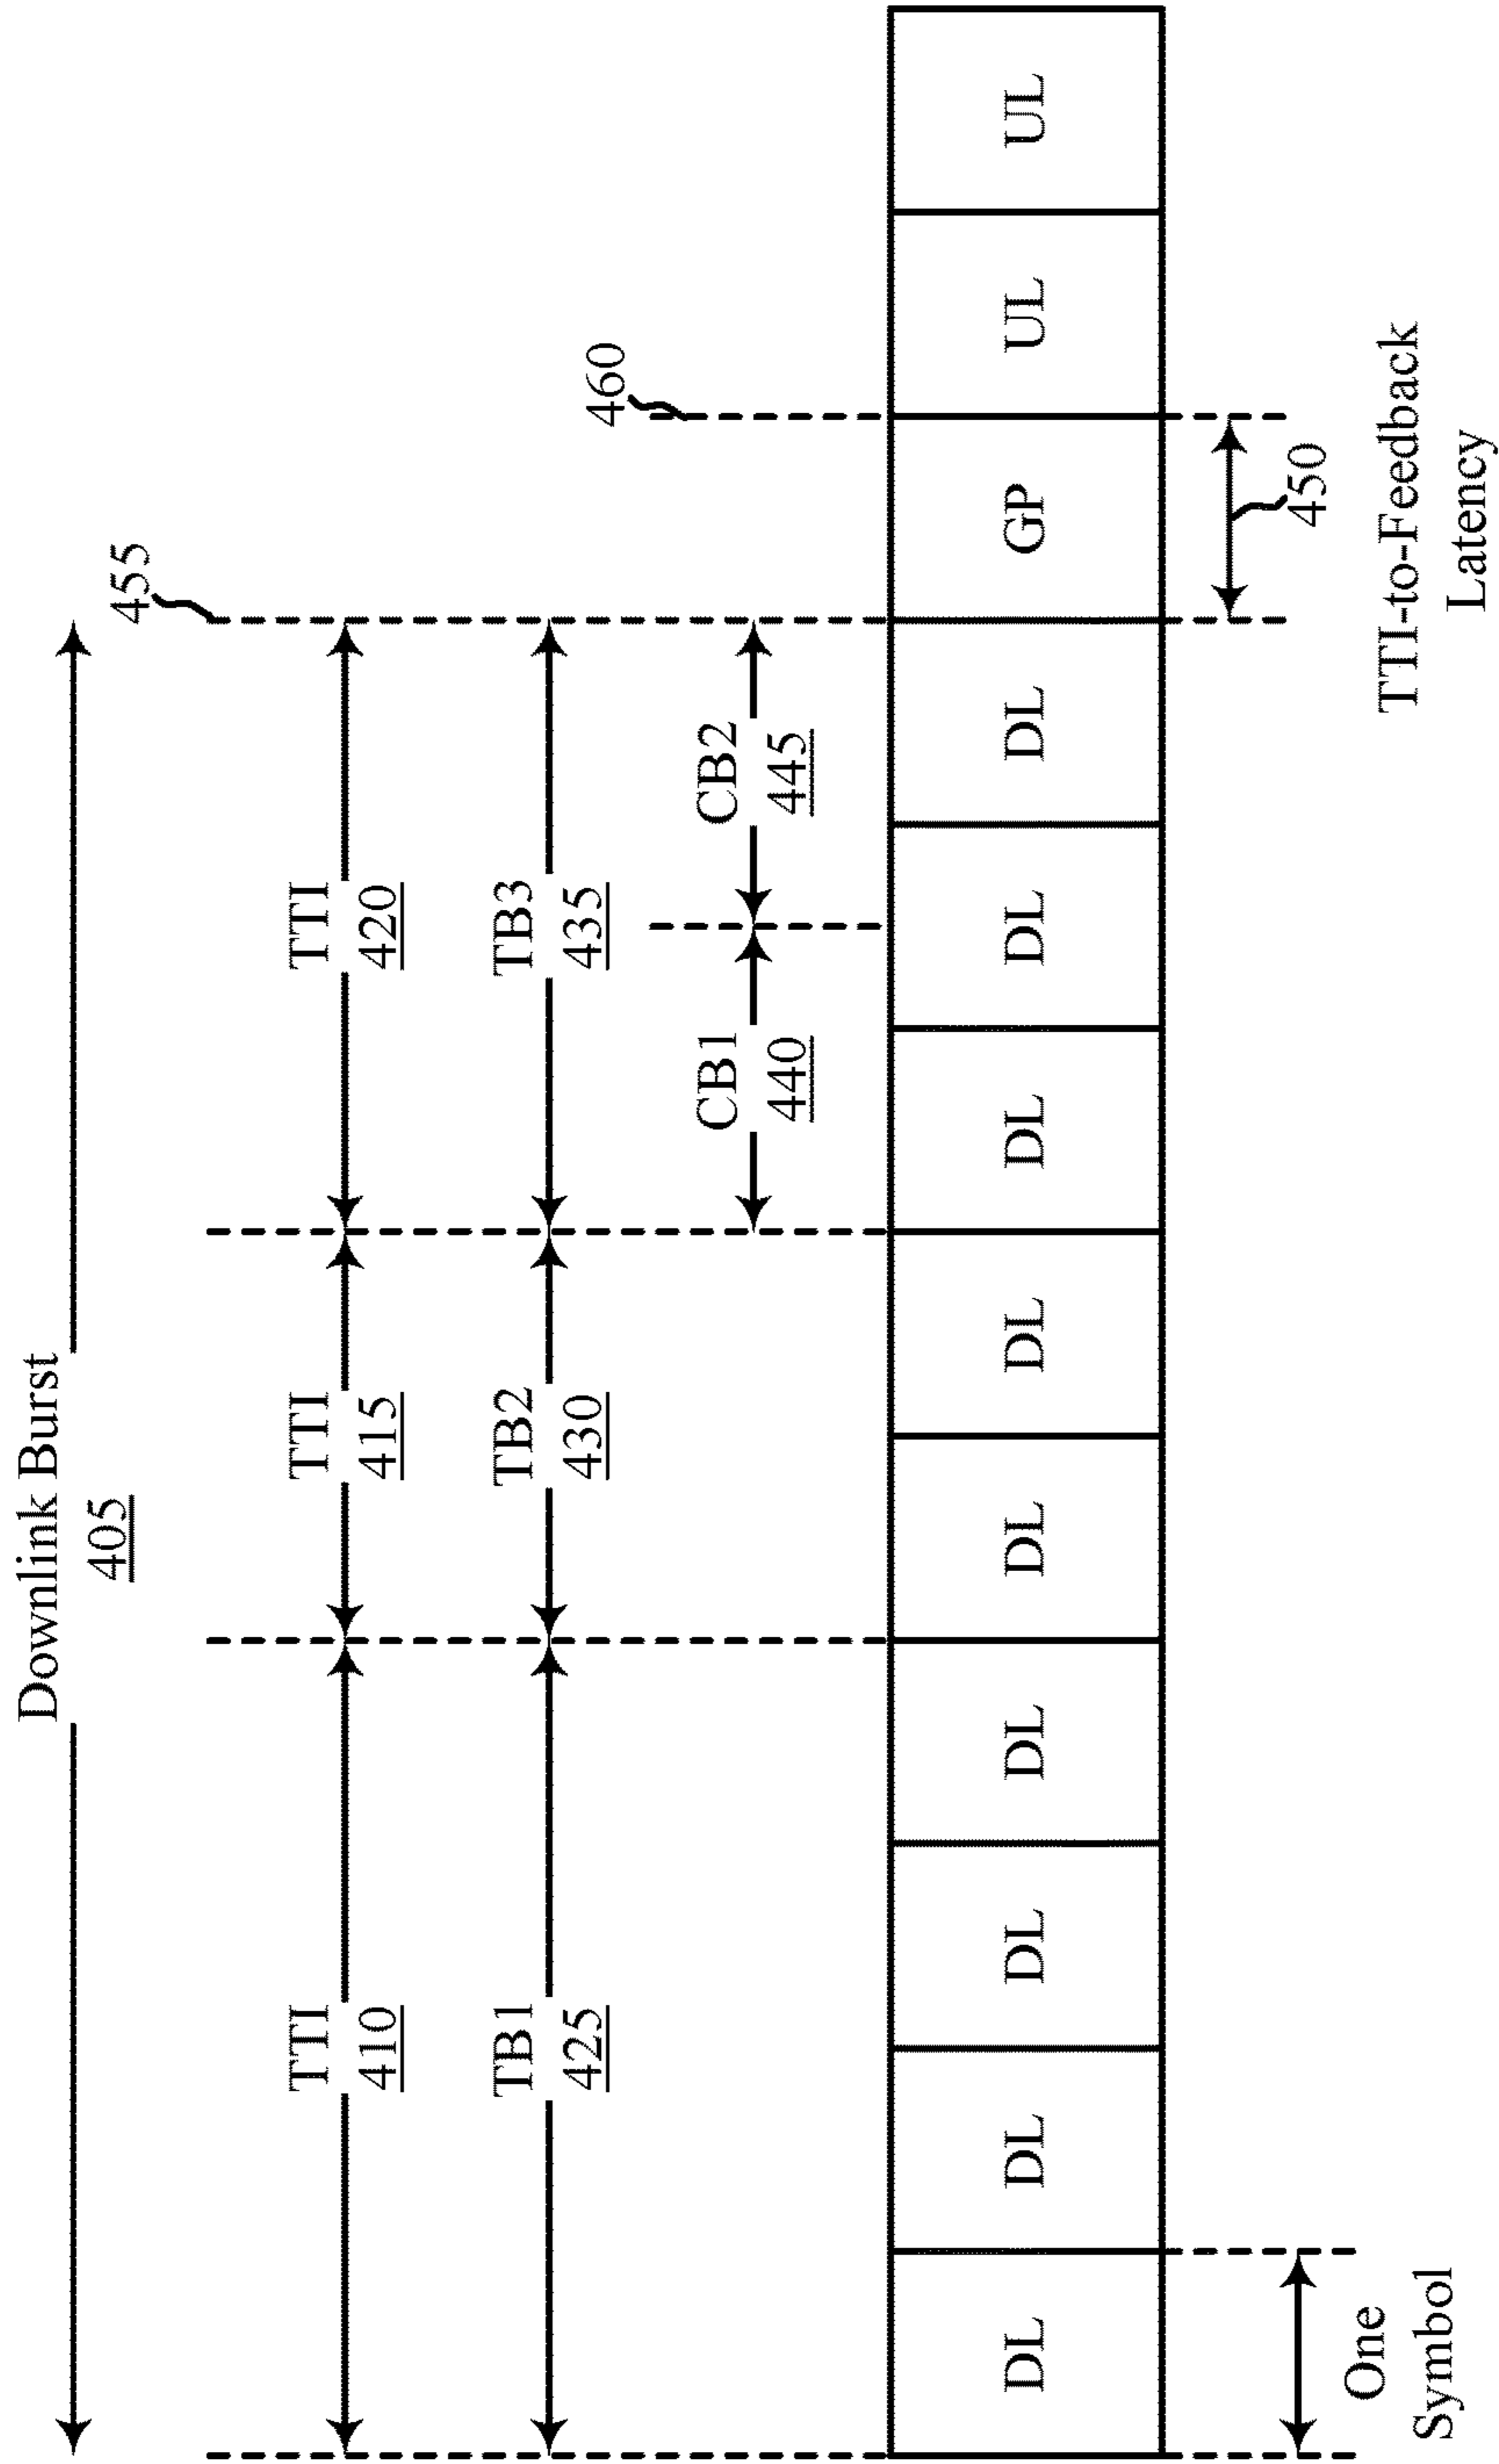 Downlink Burst
405
455
TTI
410
TTI
415
TTI
420
TB1
425
TB2
430
TB3
435
460
CB1
440
CB2
445
DL
DL
DL
DL
DL
DL
DL
DL
DL
GP
UL
UL
450
One
Symbol
TTI-to-Feedback
Latency